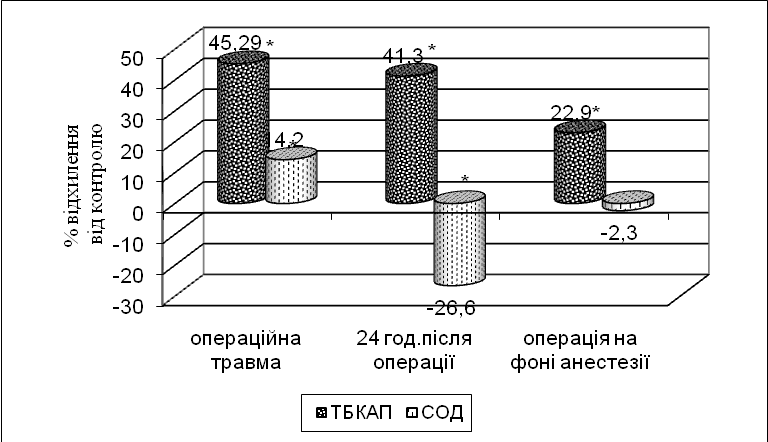 % відхилення
від контролю
50
40
30
20
10
0
-10
-20
-30
45,29 *
41,3 *
22,9*
14,2
*
*
-2,3
-26,6
операційна
травма
24 год.після
операції
операція на
фоні анестезії
ТБКАП СОД